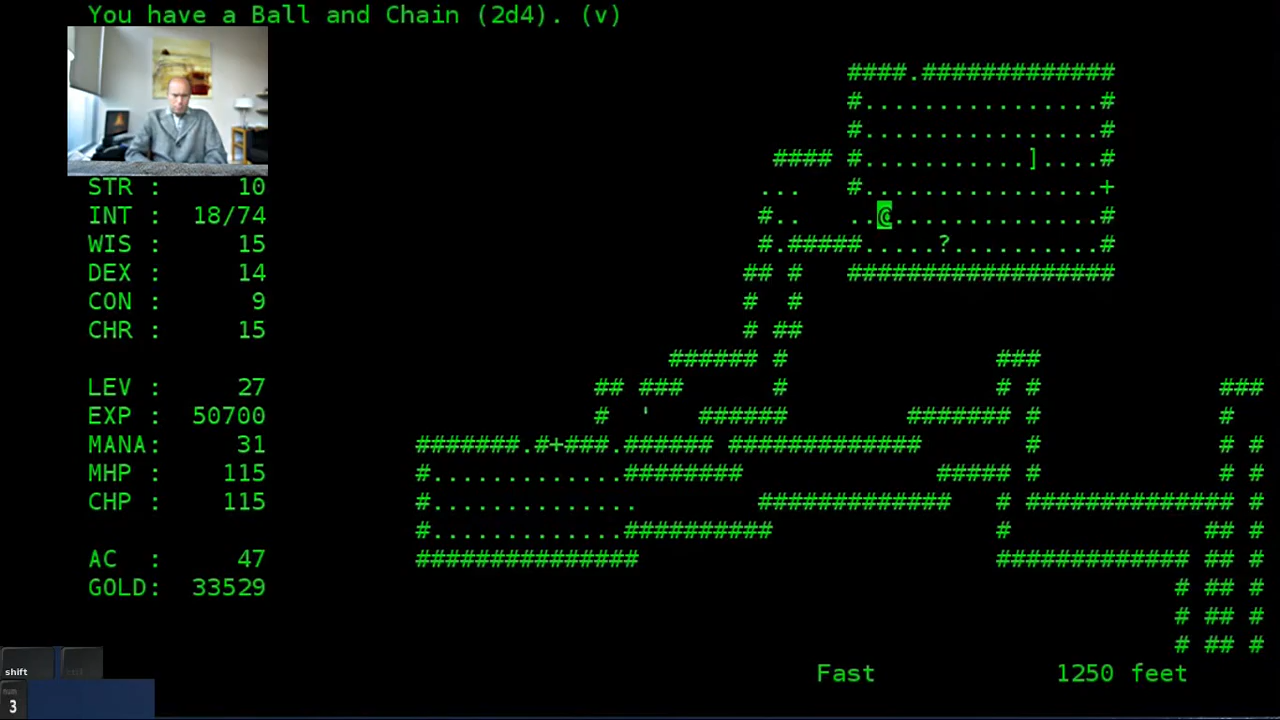 You have a Ball and Chain (2d4). (v)
####.#############
#................#
#................#
#### #...........]....#
... #................+
#.. ..@..............#
#.#####.....?..........#
## # ##################
# #
# ##
###### # ###
## ### # # # ###
# ' ###### ####### # #
#######.#+###.###### ############# # # #
#.............######## ##### # # #
#.............. ############# # ############## #
#.............########## # ## #
############### ############# ## #
# ## #
# ## #
# ## #
STR : 10
INT : 18/74
WIS : 15
DEX : 14
CON : 9
CHR : 15
LEV : 27
EXP : 50700
MANA: 31
MHP : 115
CHP : 115
AC : 47
GOLD: 33529
shift
num
3
Fast 1250 feet